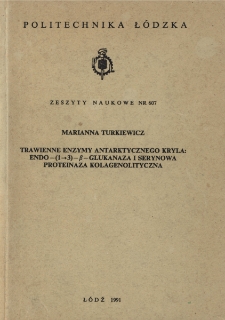 POLITECHNIKA ŁÓDZKA
ZESZYTY NAUKOWE NR 607
MARIANNA TURKIEWICZ
TRAWIENNE ENZYMY ANTARKTYCZNEGO KRYLA:
ENDO–(1→3)–β–GLUKANAZA I SERYNOWA
PROTEINAZA KOLAGENOLITYCZNA
ŁÓDŹ 1991